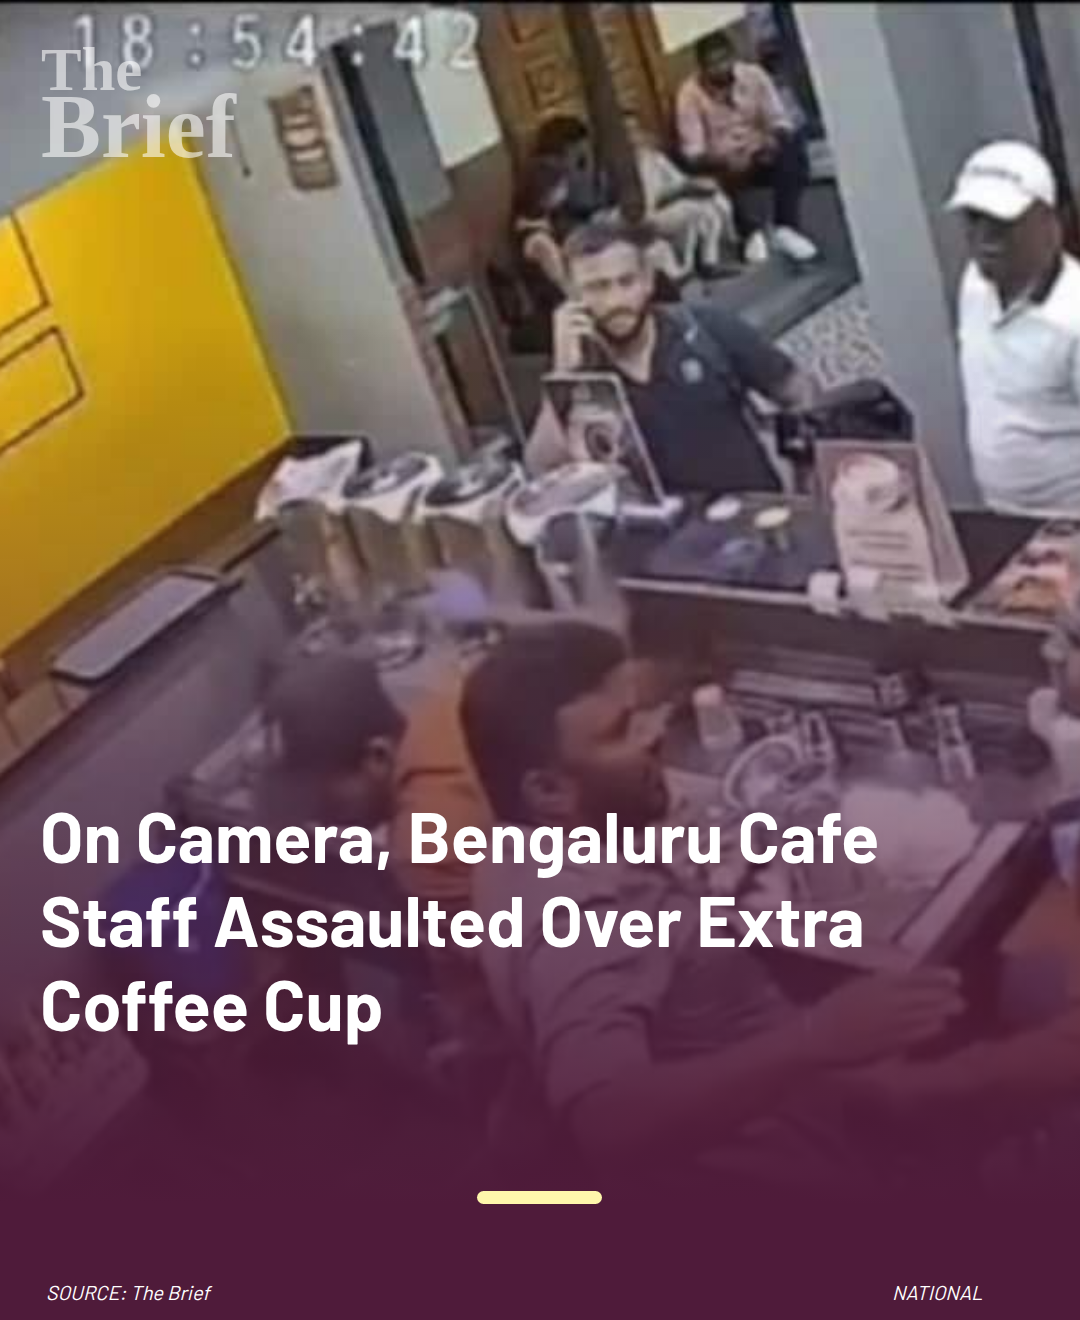 18:54:42
The
Brief
On Camera, Bengaluru Cafe
Staff Assaulted Over Extra
Coffee Cup
SOURCE: The Brief
NATIONAL